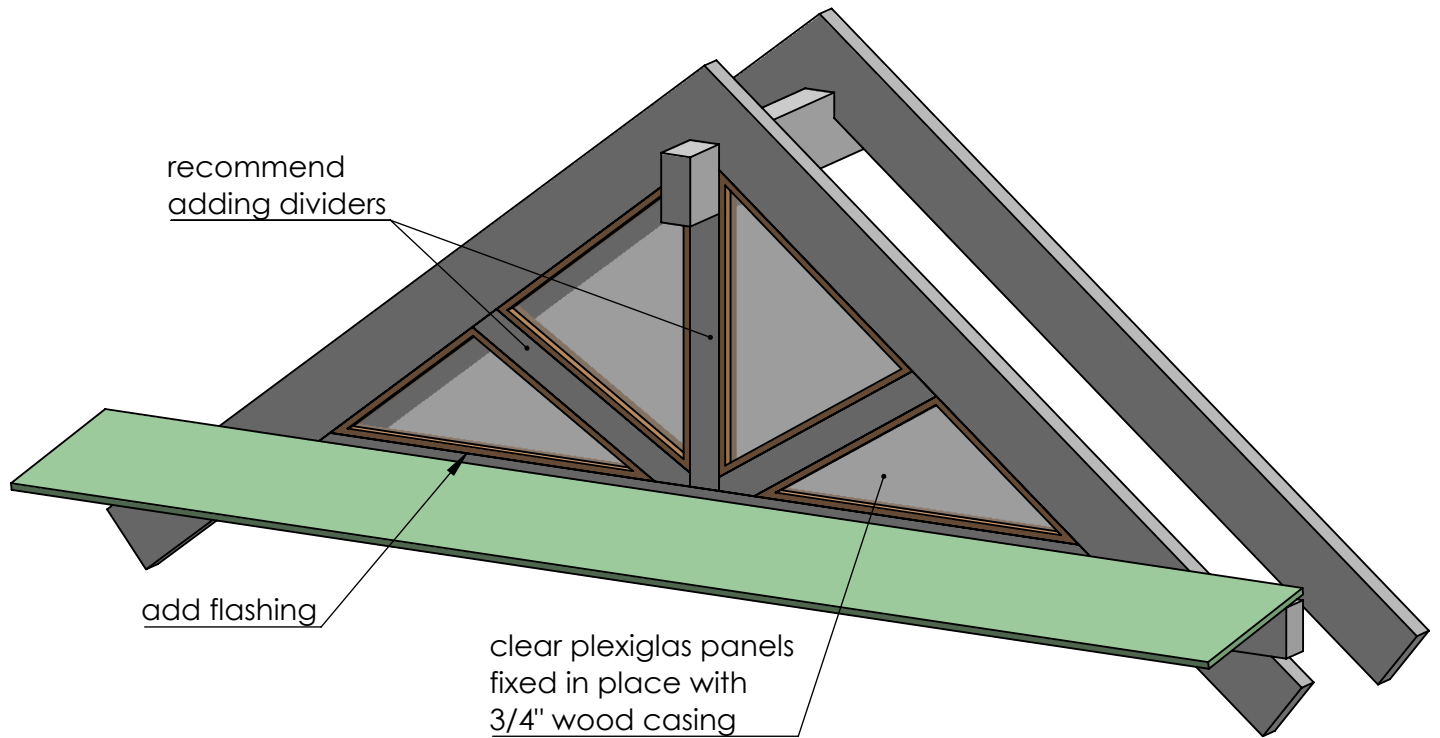 recommend
adding dividers
add flashing
clear plexiglas panels
fixed in place with
3/4" wood casing